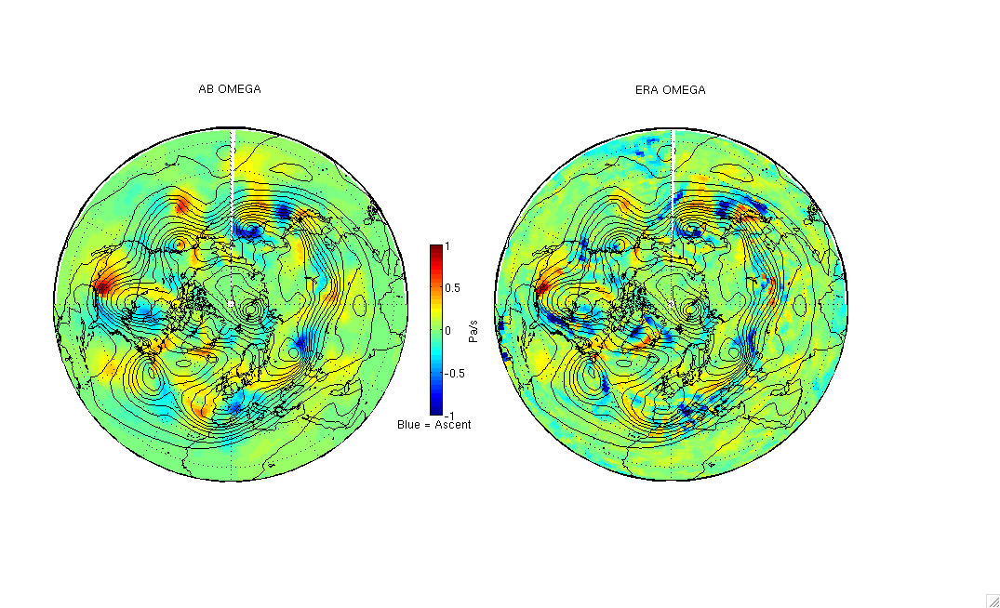 AB OMEGA
ERA OMEGA
1
0.5
0
-0.5
-1
Pa/s
Blue = Ascent